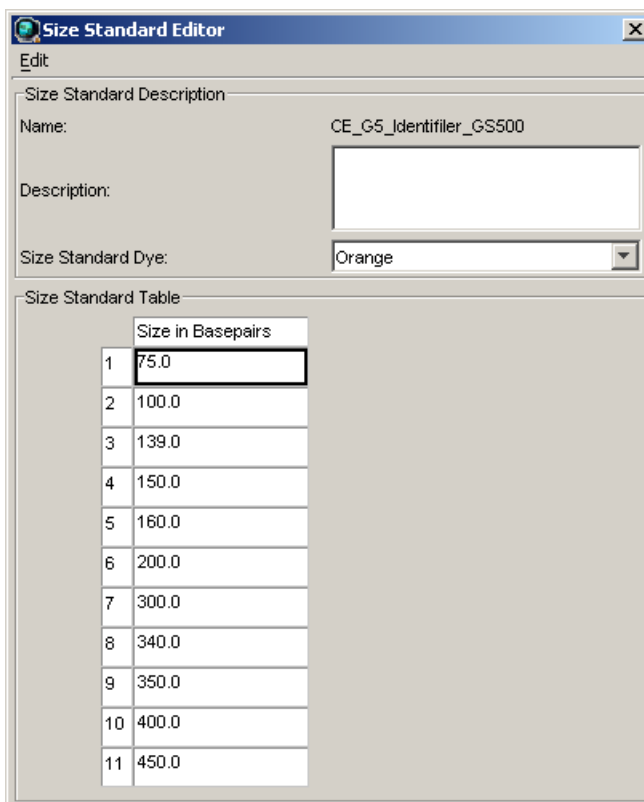 Size Standard Editor
Edit
Size Standard Description
Name: CE_G5_Identifiler_GS500
Description:
Size Standard Dye: Orange
Size Standard Table
Size in Basepairs
1 75.0
2 100.0
3 139.0
4 150.0
5 160.0
6 200.0
7 300.0
8 340.0
9 350.0
10 400.0
11 450.0